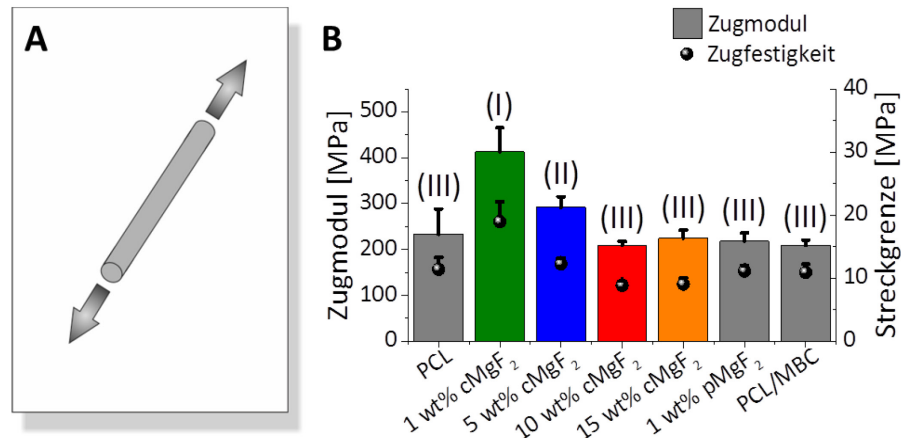 A
B
Zugmodul
Zugfestigkeit
Zugmodul [MPa]
500
400
300
200
100
0
(III)
(I)
(II)
(III)
(III)
(III)
(III)
40
30
20
10
0
Streckgrenze [MPa]
PCL
1 wt% cMgF₂
5 wt% cMgF₂
10 wt% cMgF₂
15 wt% cMgF₂
1 wt% pMgF₂
PCL/MBC